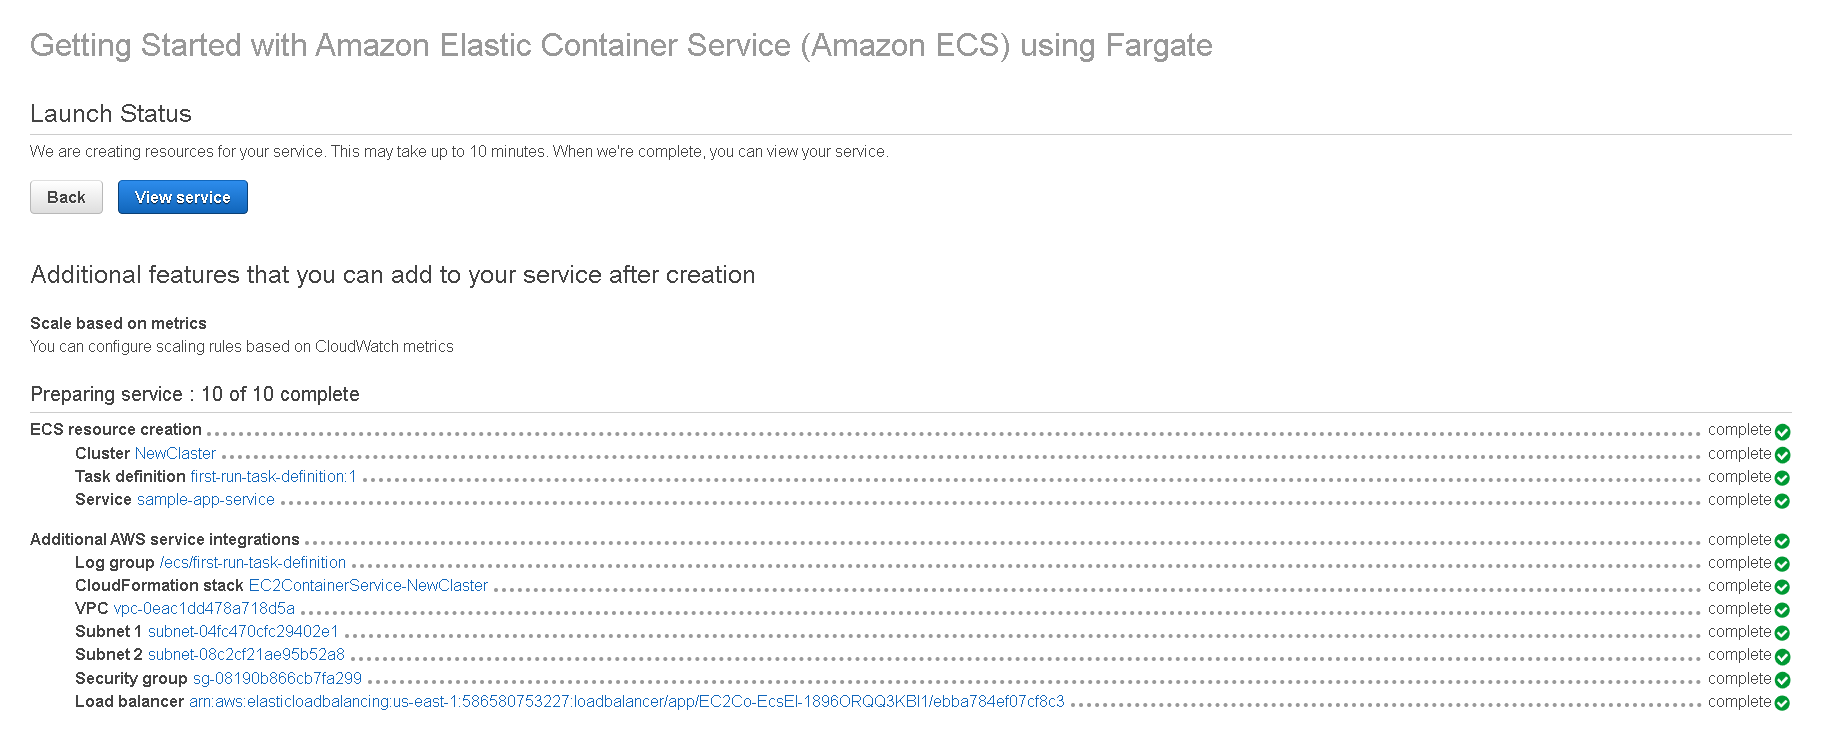 Getting Started with Amazon Elastic Container Service (Amazon ECS) using Fargate
Launch Status
We are creating resources for your service. This may take up to 10 minutes. When we're complete, you can view your service.
Back View service
Additional features that you can add to your service after creation
Scale based on metrics
You can configure scaling rules based on CloudWatch metrics
Preparing service : 10 of 10 complete
ECS resource creation complete
Cluster NewClaster complete
Task definition first-run-task-definition:1 complete
Service sample-app-service complete
Additional AWS service integrations complete
Log group /ecs/first-run-task-definition complete
CloudFormation stack EC2ContainerService-NewClaster complete
VPC vpc-0eac1dd478a718d5a complete
Subnet 1 subnet-04fc470cfc29402e1 complete
Subnet 2 subnet-08c2cf21ae95b52a8 complete
Security group sg-08190b866cb7fa299 complete
Load balancer arn:aws:elasticloadbalancing:us-east-1:586580753227:loadbalancer/app/EC2Co-EcsEl-1896ORQQ3KBI1/ebba784ef07cf8c3 complete